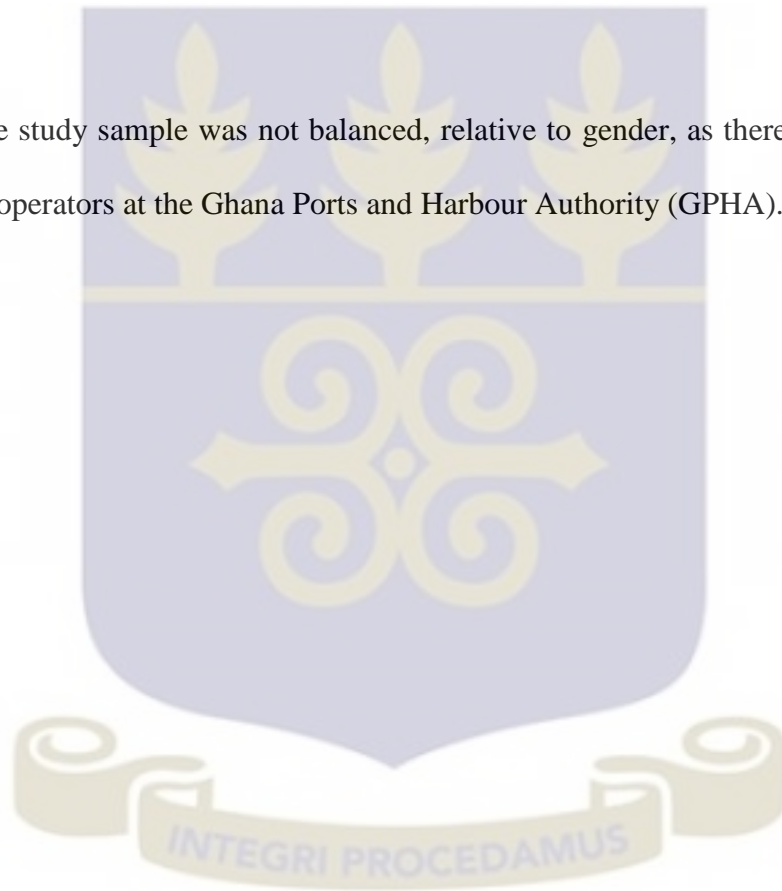 e study sample was not balanced, relative to gender, as there
operators at the Ghana Ports and Harbour Authority (GPHA).
INTEGRI PROCEDAMUS